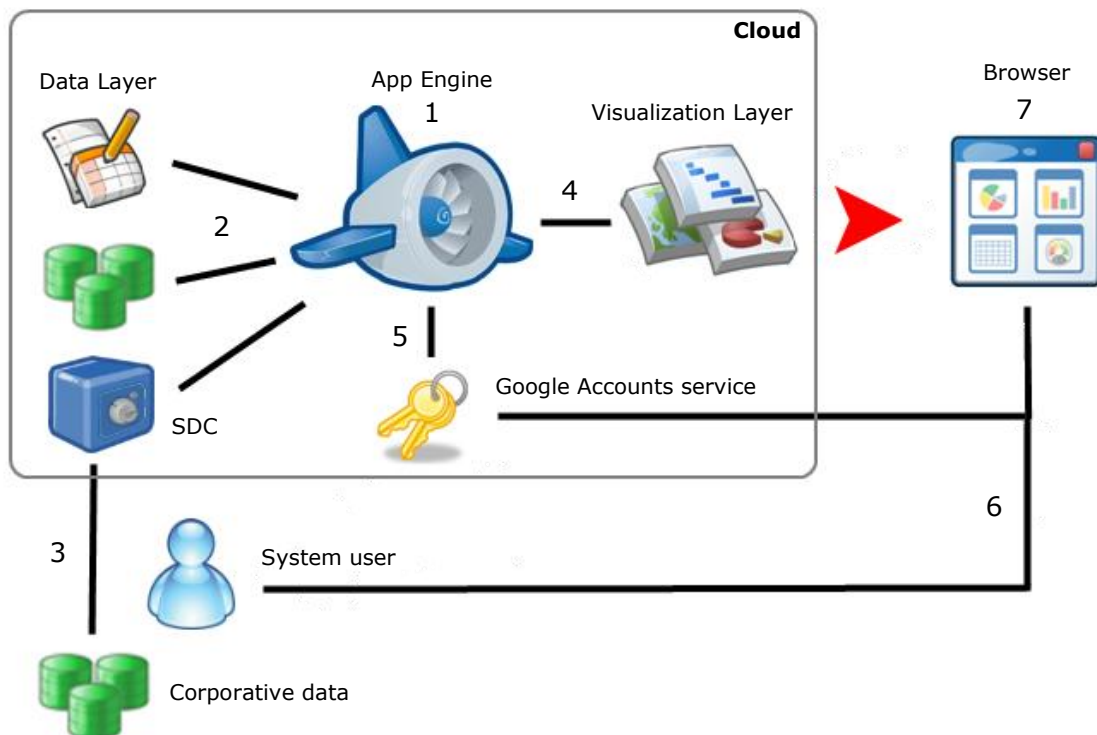 Cloud
Data Layer
App Engine
1
Visualization Layer
Browser
7
2
4
5
Google Accounts service
SDC
6
3
System user
Corporative data